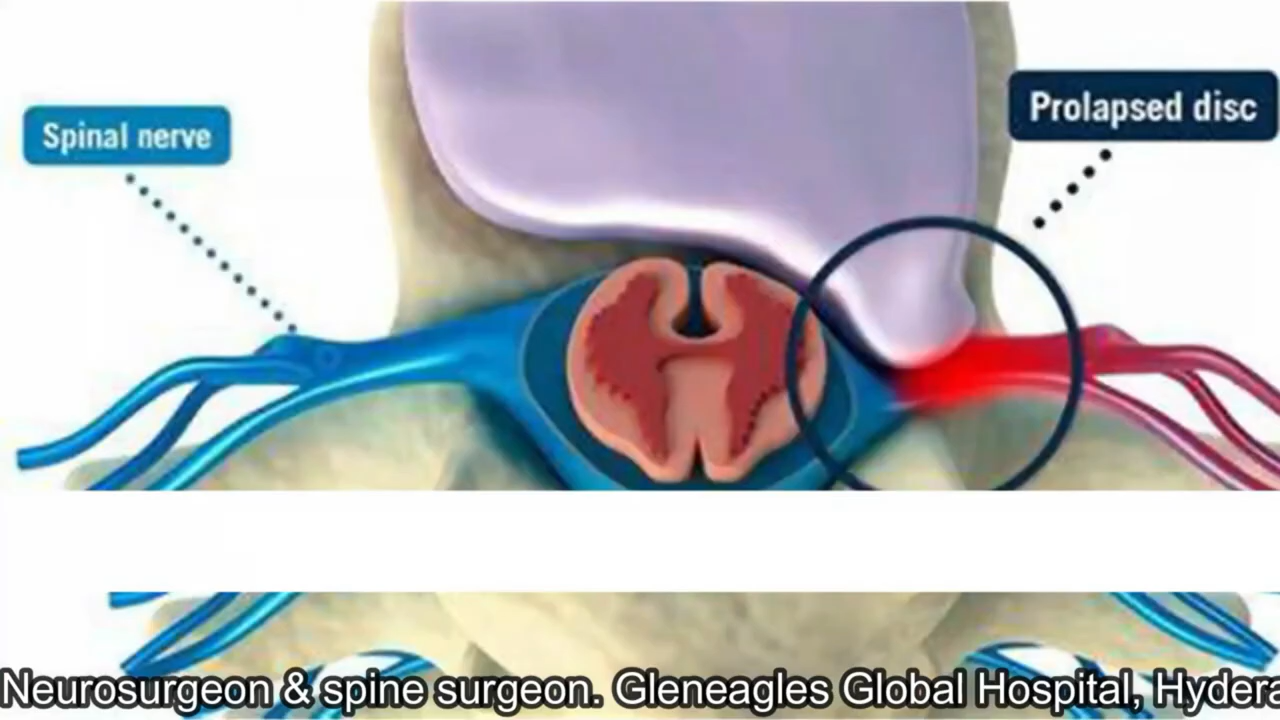 Prolapsed disc
Spinal nerve
Neurosurgeon & spine surgeon. Gleneagles Global Hospital,